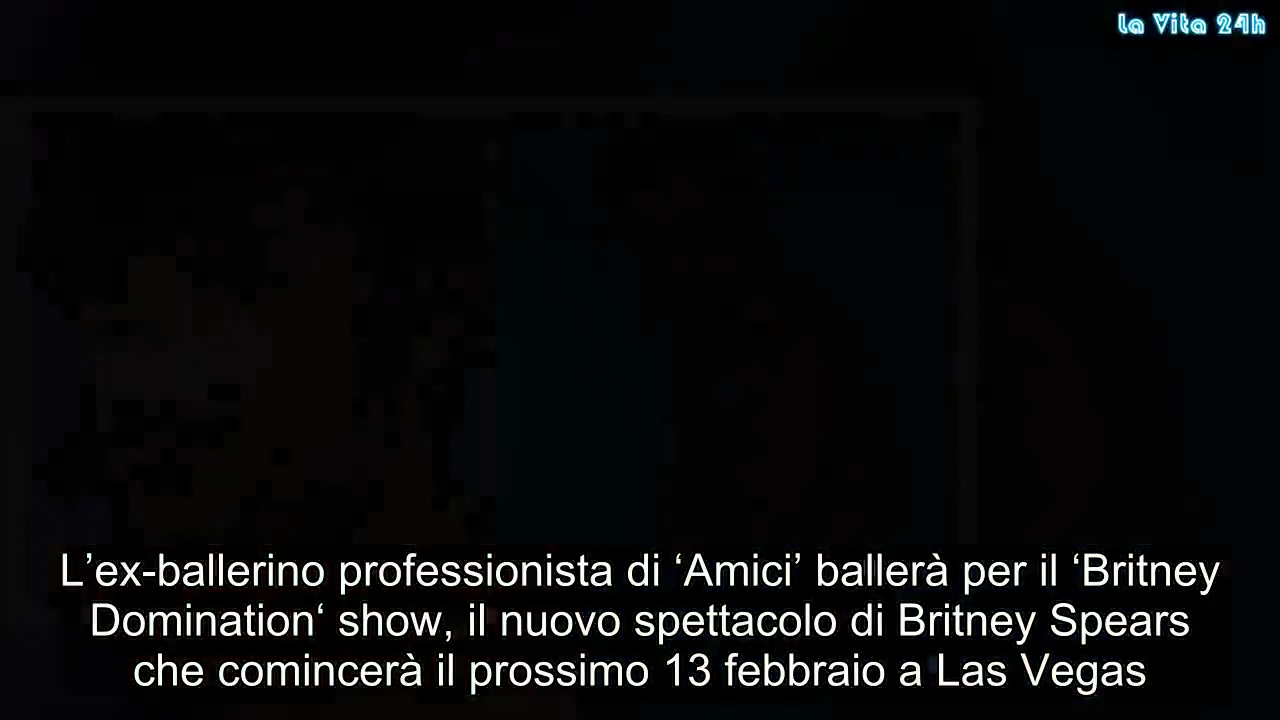 La Vita 24h
L’ex-ballerino professionista di ‘Amici’ ballerà per il ‘Britney
Domination‘ show, il nuovo spettacolo di Britney Spears
che comincerà il prossimo 13 febbraio a Las Vegas